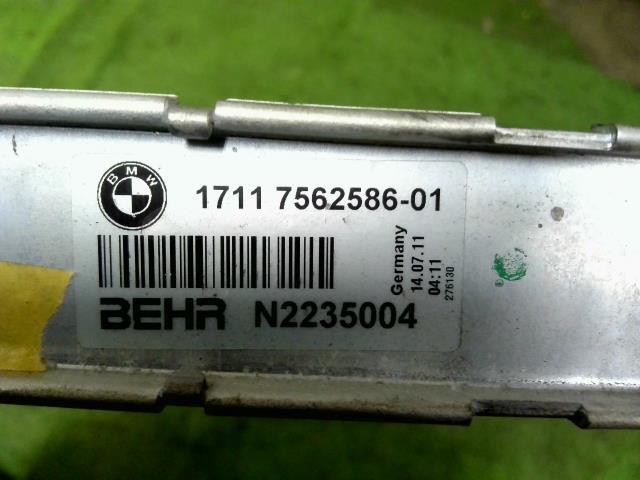 BMW
1711 7562586-01
BEHR N2235004
Germany
14.07.11
04:11
276130